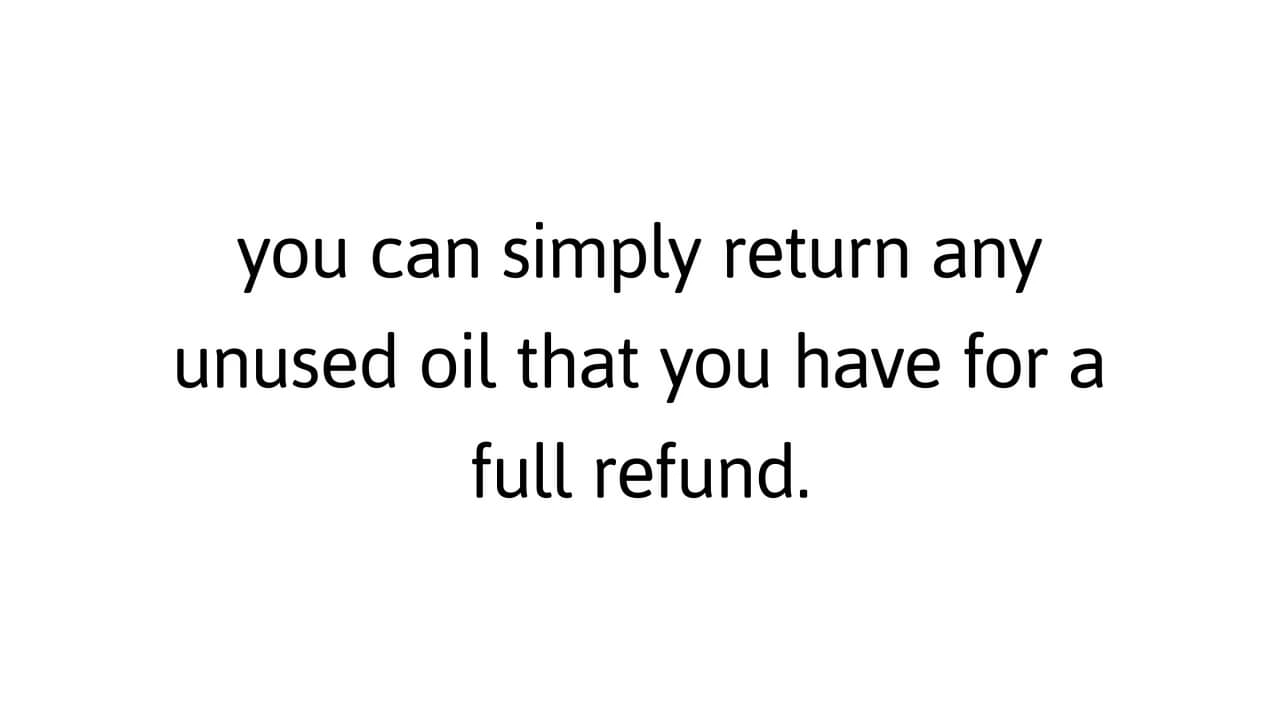 you can simply return any
unused oil that you have for a
full refund.